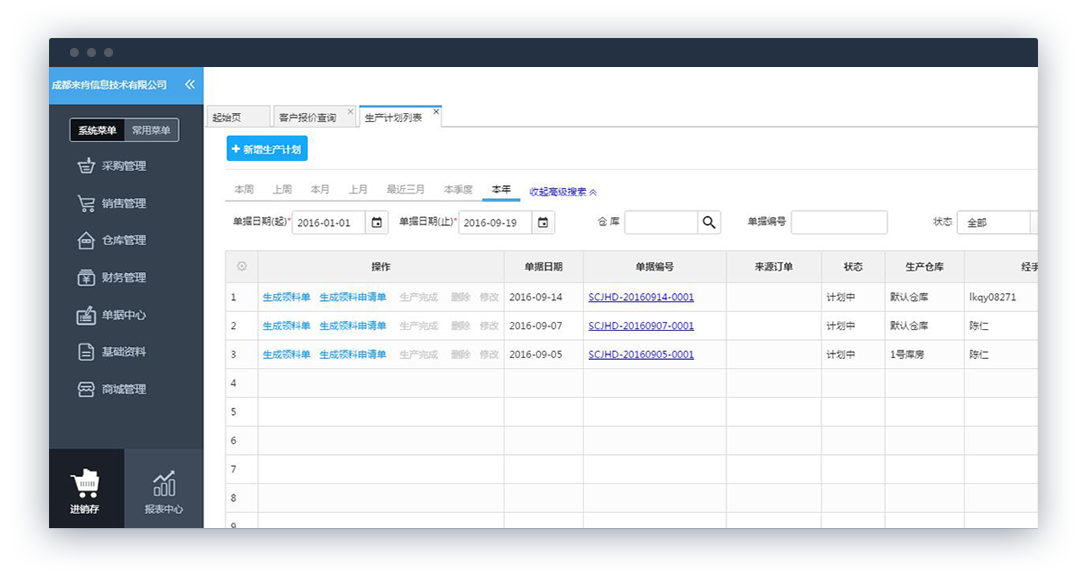 成都来肯信息技术有限公司 «
系统菜单 常用菜单
采购管理
销售管理
仓库管理
财务管理
单据中心
基础资料
商城管理
进销存 报表中心
起始页 客户报价查询 × 生产计划列表 ×
+ 新增生产计划
本周 上周 本月 上月 最近三月 本季度 本年 收起高级搜索
单据日期(起)* 2016-01-01 单据日期(止)* 2016-09-19 仓库 单据编号 状态 全部
操作 单据日期 单据编号 来源订单 状态 生产仓库 经手
1 生成领料单 生成领料申请单 生产完成 删除 修改 2016-09-14 SCJHD-20160914-0001 计划中 默认仓库 lkqy08271
2 生成领料单 生成领料申请单 生产完成 删除 修改 2016-09-07 SCJHD-20160907-0001 计划中 默认仓库 陈仁
3 生成领料单 生成领料申请单 生产完成 删除 修改 2016-09-05 SCJHD-20160905-0001 计划中 1号库房 陈仁
4
5
6
7
8
9